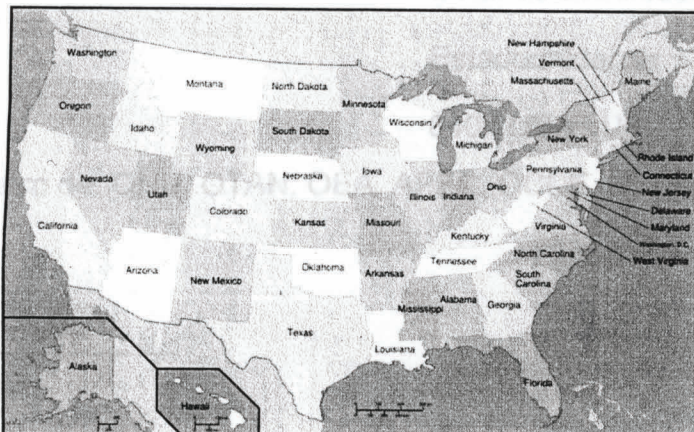 New Hampshire
Washington
Vermont
Massachusetts
Maine
Montana
North Dakota
Minnesota
Oregon
Idaho
Wisconsin
South Dakota
Michigan
New York
Wyoming
Rhode Island
Connecticut
Nebraska
Iowa
Pennsylvania
New Jersey
Nevada
Utah
Illinois
Indiana
Ohio
Delaware
Maryland
Washington, D.C.
West Virginia
Colorado
Kansas
Missouri
California
Virginia
Kentucky
Arizona
New Mexico
Oklahoma
Arkansas
Tennessee
North Carolina
South
Carolina
Mississippi
Alabama
Georgia
Texas
Louisiana
Alaska
Hawaii
Florida